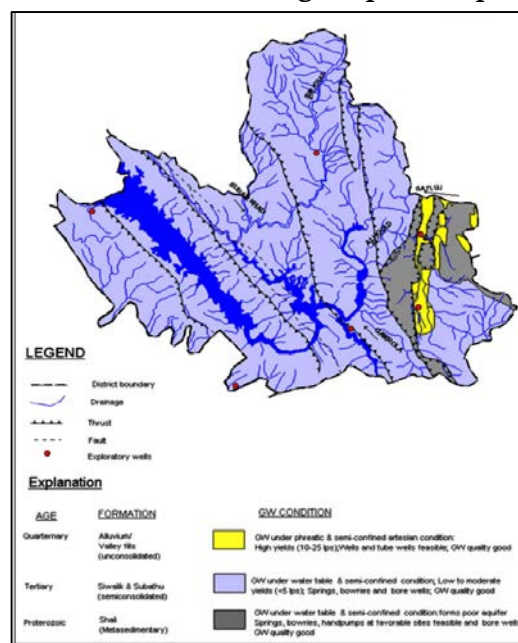 SATLUJ
LEGEND
District boundary
Drainage
Thrust
Fault
Exploratory wells
Explanation
AGE FORMATION GW CONDITION
Quarternary Alluvium/ Valley fills (unconsolidated)
GW under phreatic & semi-confined artesian condition:
High yields (10-25 lps);Wells and tube wells feasible; GW quality good
Tertiary Siwalik & Subathu (semiconsolidated)
GW under water table & semi-confined condition; Low to moderate
yields (<5 lps); Springs, bowries and bore wells; GW quality good
Proterozoic Shali (Metasedimentary)
GW under water table & semi confined condition:forms poor aquifer
Springs, bowries, handpumps at favorable sites feasible and bore wells
GW quality good